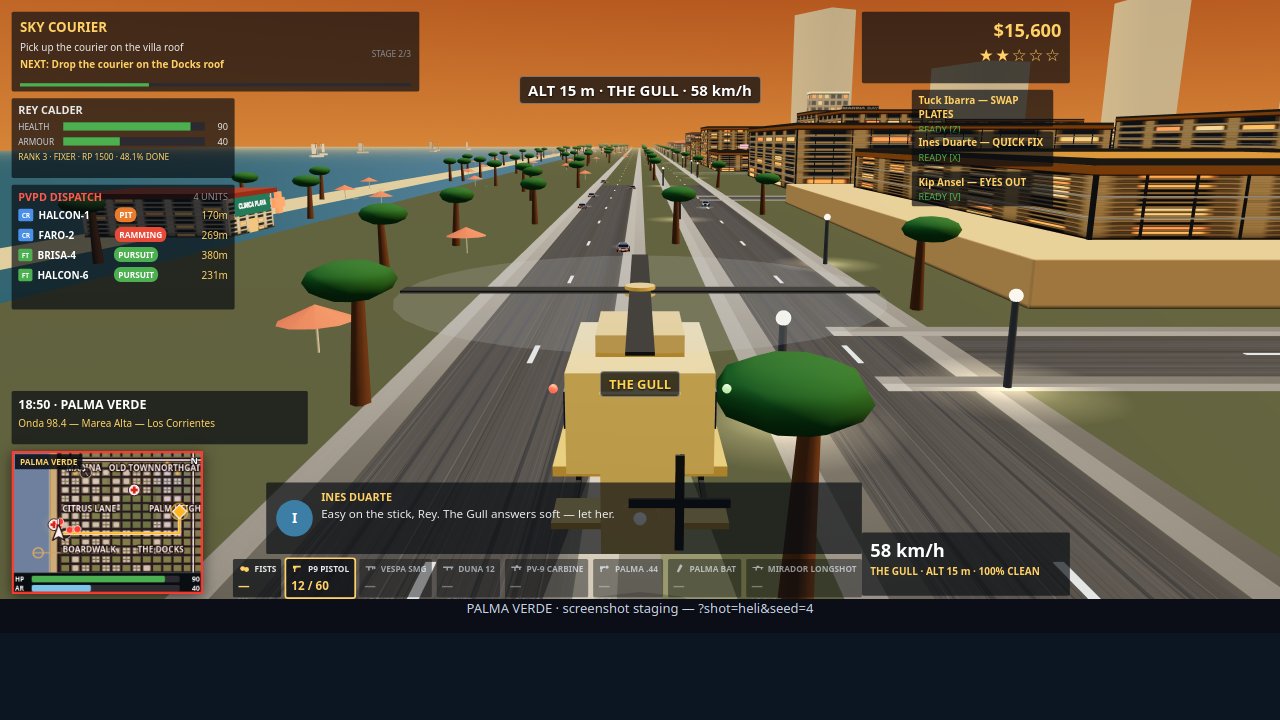 SKY COURIER
Pick up the courier on the villa roof
NEXT: Drop the courier on the Docks roof
STAGE 2/3
$15,600
★★☆☆☆
ALT 15 m · THE GULL · 58 km/h
Tuck Ibarra — SWAP
PLATES
READY [Z]
Ines Duarte — QUICK FIX
READY [X]
Kip Ansel — EYES OUT
READY [V]
REY CALDER
HEALTH 90
ARMOUR 40
RANK 3 · FIXER · RP 1500 · 48.1% DONE
PVPD DISPATCH 4 UNITS
CR HALCON-1 PIT 170m
CR FARO-2 RAMMING 269m
FT BRISA-4 PURSUIT 380m
FT HALCON-6 PURSUIT 231m
CLINICA PLAYA
THE GULL
18:50 · PALMA VERDE
Onda 98.4 — Marea Alta — Los Corrientes
PALMA VERDE
OLD TOWN
NORTHGAT
N
CITRUS LANE
BOARDWALK
THE DOCKS
HP 90
AR 40
I
INES DUARTE
Easy on the stick, Rey. The Gull answers soft — let her.
FISTS
—
P9 PISTOL
12 / 60
VESPA SMG
—
DUNA 12
—
PV-9 CARBINE
—
PALMA .44
—
PALMA BAT
—
MIRADOR LONGSHOT
—
58 km/h
THE GULL · ALT 15 m · 100% CLEAN
PALMA VERDE · screenshot staging — ?shot=heli&seed=4